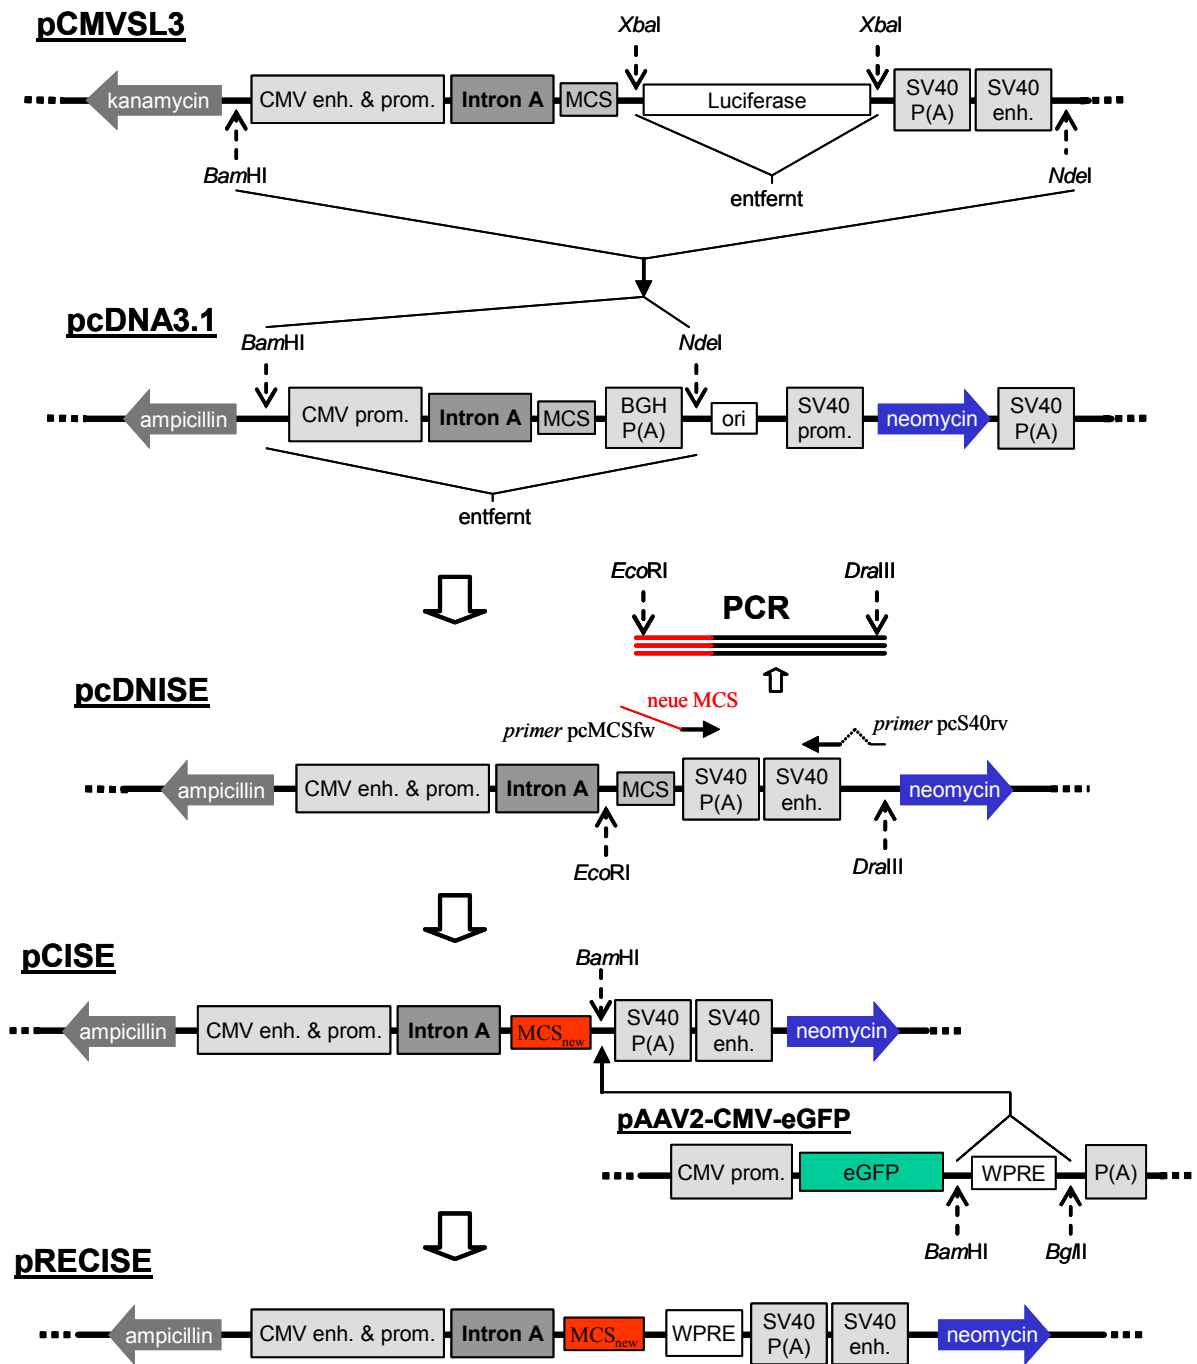 pCMVSL3
XbaI XbaI
kanamycin CMV enh. & prom. Intron A MCS Luciferase SV40 P(A) SV40 enh.
BamHI entfernt NdeI
pcDNA3.1
BamHI NdeI
ampicillin CMV prom. Intron A MCS BGH P(A) ori SV40 prom. neomycin SV40 P(A)
entfernt
EcoRI DraIII
PCR
pcDNISE
neue MCS
primer pcMCSfw primer pcS40rv
ampicillin CMV enh. & prom. Intron A MCS SV40 P(A) SV40 enh. neomycin
EcoRI DraIII
pCISE
BamHI
ampicillin CMV enh. & prom. Intron A MCSnew SV40 P(A) SV40 enh. neomycin
pAAV2-CMV-eGFP
CMV prom. eGFP WPRE P(A)
BamHI BglII
pRECISE
ampicillin CMV enh. & prom. Intron A MCSnew WPRE SV40 P(A) SV40 enh. neomycin